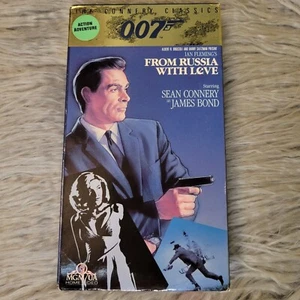 CONNERY CLASSICS
ACTION
ADVENTURE
007
ALBERT R. BROCCOLI AND HARRY SALTZMAN PRESENT
IAN FLEMING'S
FROM RUSSIA
WITH LOVE
Starring
SEAN CONNERY
as
JAMES BOND
MGM/UA
HOME VIDEO